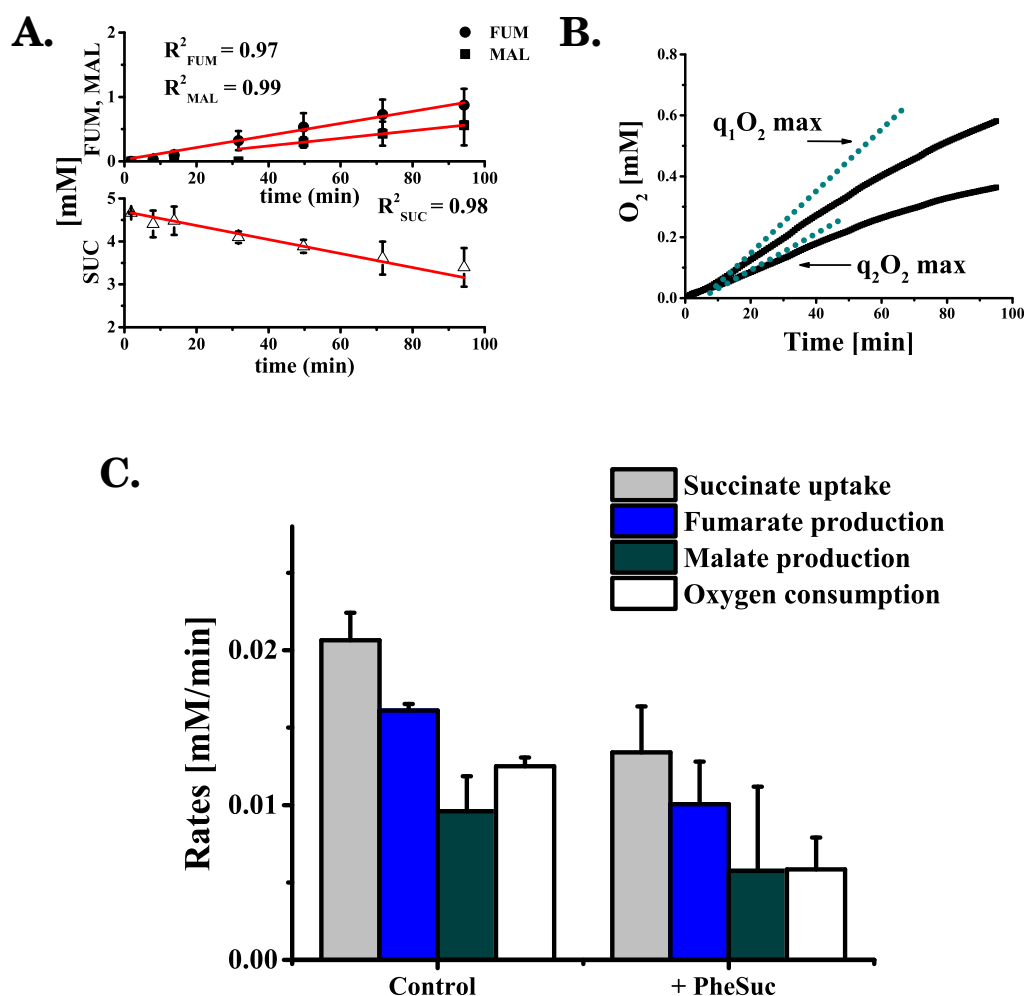 A.
FUM, MAL
[mM]
SUC
2
1
0
R²FUM = 0.97
R²MAL = 0.99
FUM
MAL
0 20 40 60 80 100
time (min)
5
4
3
2
R²SUC = 0.98
0 20 40 60 80 100
time (min)
B.
O₂ [mM]
0.8
0.6
0.4
0.2
0.0
q₁O₂ max
q₂O₂ max
0 20 40 60 80 100
Time [min]
C.
Succinate uptake
Fumarate production
Malate production
Oxygen consumption
Rates [mM/min]
0.02
0.01
0.00
Control
+ PheSuc